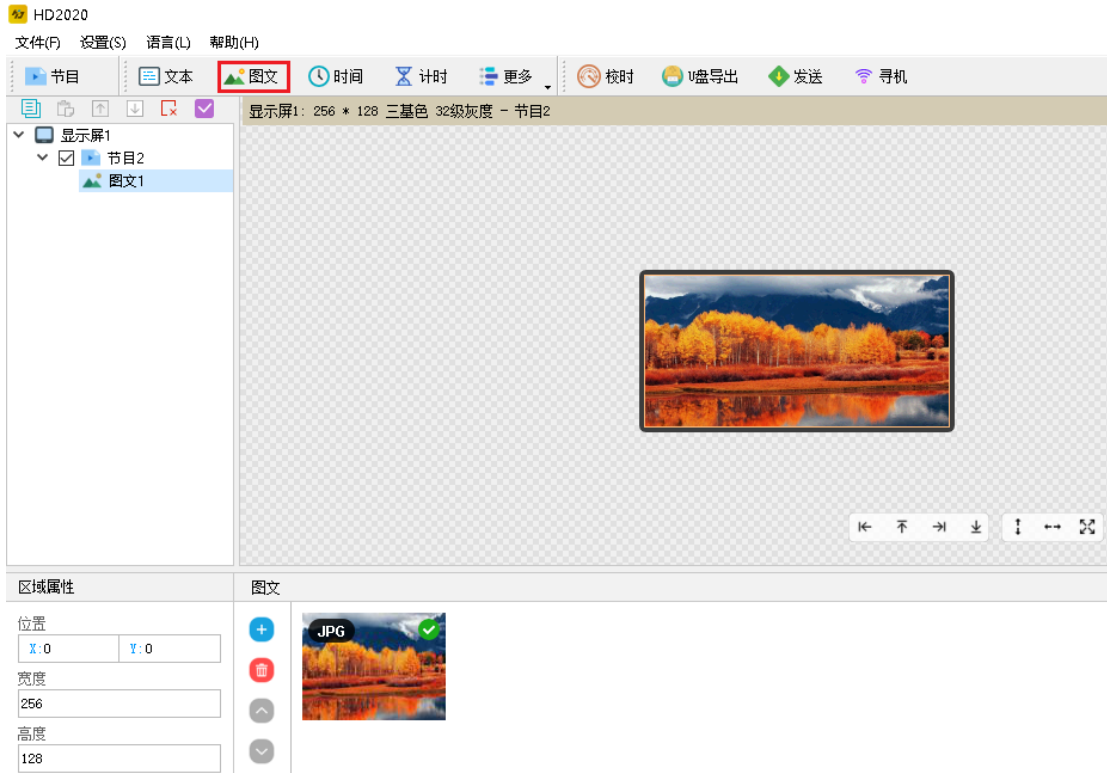 HD2020
文件(F) 设置(S) 语言(L) 帮助(H)
节目 文本 图文 时间 计时 更多 校时 U盘导出 发送 寻机
显示屏1: 256 * 128 三基色 32级灰度 - 节目2
显示屏1
节目2
图文1
区域属性
图文
位置
X:0 Y:0
宽度
256
高度
128
JPG